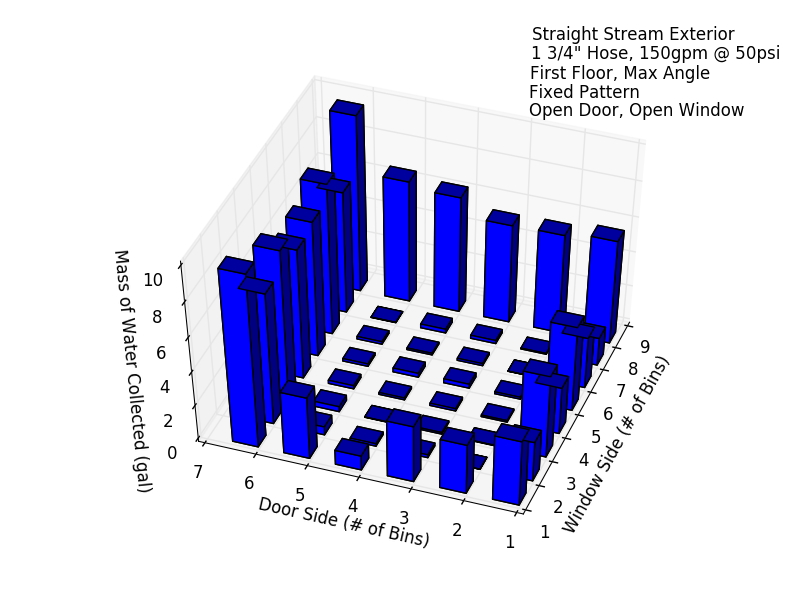 Straight Stream Exterior
1 3/4" Hose, 150gpm @ 50psi
First Floor, Max Angle
Fixed Pattern
Open Door, Open Window
Mass of Water Collected (gal)
10
8
6
4
2
0
7
6
5
4
3
2
1
Door Side (# of Bins)
9
8
7
6
5
4
3
2
1
Window Side (# of Bins)